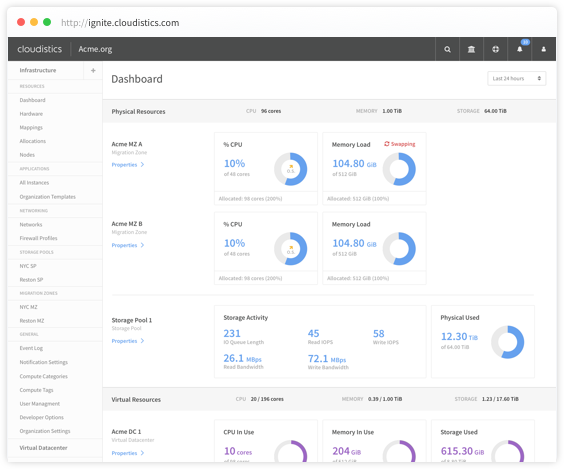 http://ignite.cloudistics.com
cloudistics
Acme.org
Infrastructure
+
RESOURCES
Dashboard
Hardware
Mappings
Allocations
Nodes
APPLICATIONS
All Instances
Organization Templates
NETWORKING
Networks
Firewall Profiles
STORAGE POOLS
NYC SP
Reston SP
MIGRATION ZONES
NYC MZ
Reston MZ
GENERAL
Event Log
Notification Settings
Compute Categories
Compute Tags
User Managment
Developer Options
Organization Settings
Virtual Datacenter
Dashboard
Last 24 hours
Physical Resources
CPU 96 cores
MEMORY 1.00 TiB
STORAGE 64.00 TiB
Acme MZ A
Migration Zone
Properties
% CPU
10%
of 48 cores
Allocated: 98 cores (200%)
Memory Load
Swapping
104.80 GiB
of 512 GiB
Allocated: 512 GiB (100%)
Acme MZ B
Migration Zone
Properties
% CPU
10%
of 48 cores
Allocated: 98 cores (200%)
Memory Load
104.80 GiB
of 512 GiB
Allocated: 512 GiB (100%)
Storage Pool 1
Storage Pool
Properties
Storage Activity
231
IO Queue Length
45
Read IOPS
58
Write IOPS
26.1 MBps
Read Bandwidth
72.1 MBps
Write Bandwidth
Physical Used
12.30 TiB
of 64.00 TiB
Virtual Resources
CPU 20 / 196 cores
MEMORY 0.39 / 1.00 TiB
STORAGE 1.23 / 17.60 TiB
Acme DC 1
Virtual Datacenter
Properties
CPU In Use
10 cores
Memory In Use
204 GiB
of 512 GiB
Storage Used
615.30 GiB